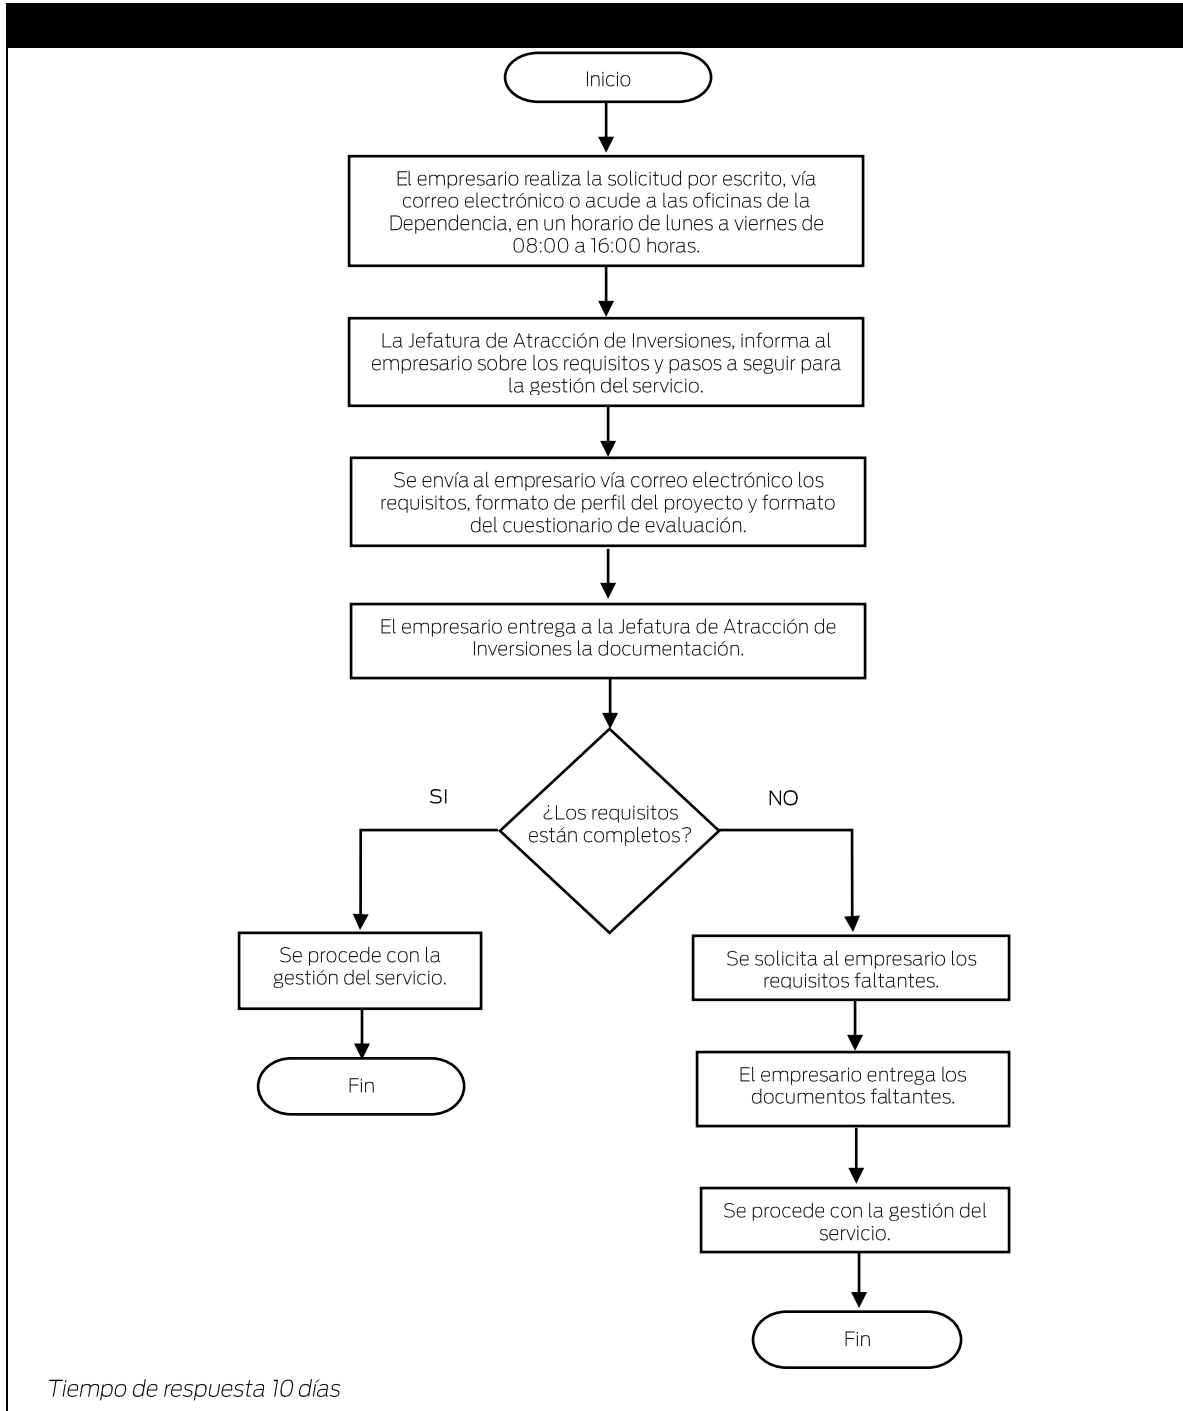 Inicio
El empresario realiza la solicitud por escrito, vía
correo electrónico o acude a las oficinas de la
Dependencia, en un horario de lunes a viernes de
08:00 a 16:00 horas.
La Jefatura de Atracción de Inversiones, informa al
empresario sobre los requisitos y pasos a seguir para
la gestión del servicio.
Se envía al empresario vía correo electrónico los
requisitos, formato de perfil del proyecto y formato
del cuestionario de evaluación.
El empresario entrega a la Jefatura de Atracción de
Inversiones la documentación.
¿Los requisitos
están completos?
SI
NO
Se procede con la
gestión del servicio.
Fin
Se solicita al empresario los
requisitos faltantes.
El empresario entrega los
documentos faltantes.
Se procede con la gestión del
servicio.
Fin
Tiempo de respuesta 10 días